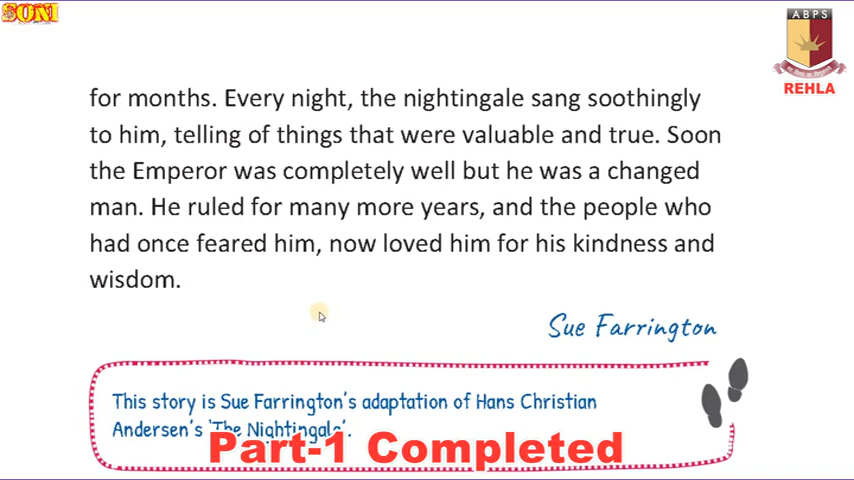 SONI
ABPS
REHLA
for months. Every night, the nightingale sang soothingly
to him, telling of things that were valuable and true. Soon
the Emperor was completely well but he was a changed
man. He ruled for many more years, and the people who
had once feared him, now loved him for his kindness and
wisdom.
Sue Farrington
This story is Sue Farrington's adaptation of Hans Christian
Andersen's 'The Nightingale'.
Part-1 Completed